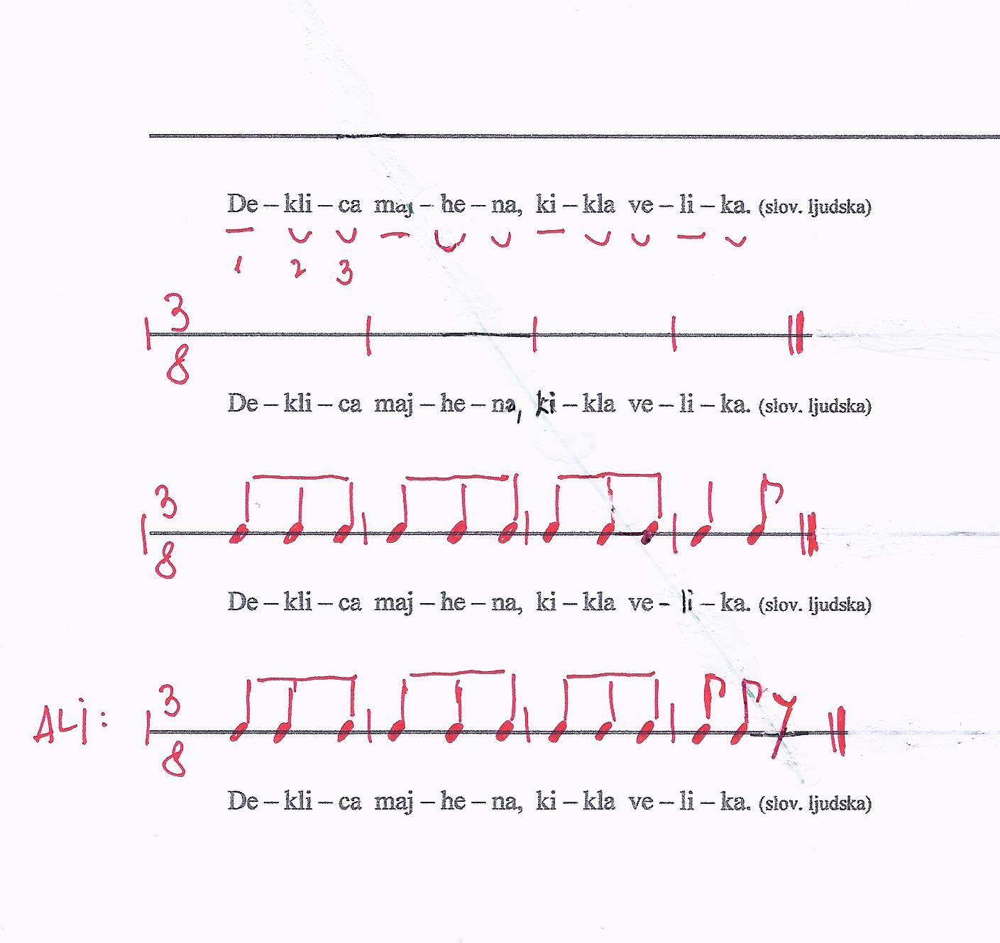 De – kli – ca maj – he – na, ki – kla ve – li – ka. (slov. ljudska)
1 2 3
3
8
De – kli – ca maj – he – na, ki – kla ve – li – ka. (slov. ljudska)
3
8
De – kli – ca maj – he – na, ki – kla ve – li – ka. (slov. ljudska)
ALI: 3
8
De – kli – ca maj – he – na, ki – kla ve – li – ka. (slov. ljudska)